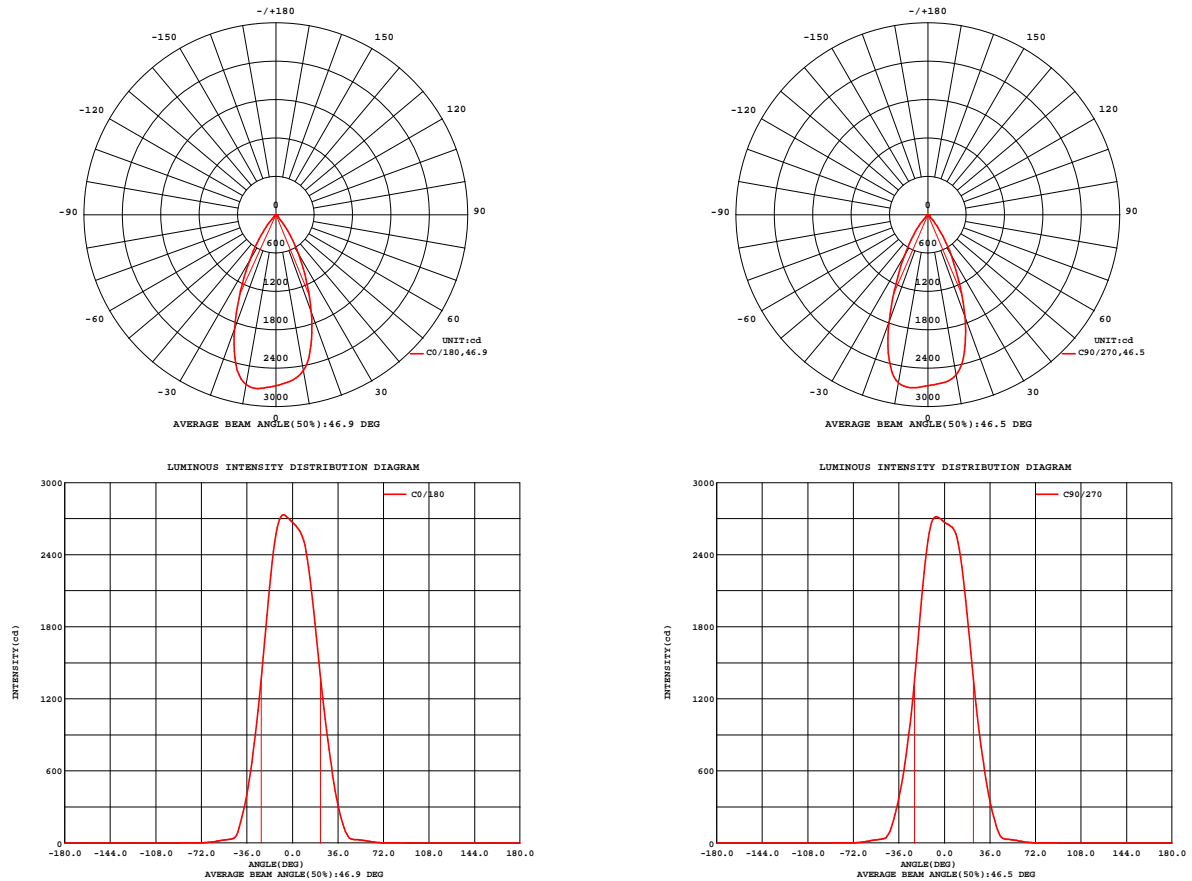 -/+180
-150
150
-120
120
-90
90
0
600
1200
1800
2400
3000
-60
60
-30
30
0
UNIT:cd
C0/180,46.9
AVERAGE BEAM ANGLE(50%):46.9 DEG
-/+180
-150
150
-120
120
-90
90
0
600
1200
1800
2400
3000
-60
60
-30
30
0
UNIT:cd
C90/270,46.5
AVERAGE BEAM ANGLE(50%):46.5 DEG
LUMINOUS INTENSITY DISTRIBUTION DIAGRAM
C0/180
INTENSITY(cd)
3000
2400
1800
1200
600
0
-180.0 -144.0 -108.0 -72.0 -36.0 0.0 36.0 72.0 108.0 144.0 180.0
ANGLE(DEG)
AVERAGE BEAM ANGLE(50%):46.9 DEG
LUMINOUS INTENSITY DISTRIBUTION DIAGRAM
C90/270
INTENSITY(cd)
3000
2400
1800
1200
600
0
-180.0 -144.0 -108.0 -72.0 -36.0 0.0 36.0 72.0 108.0 144.0 180.0
ANGLE(DEG)
AVERAGE BEAM ANGLE(50%):46.5 DEG